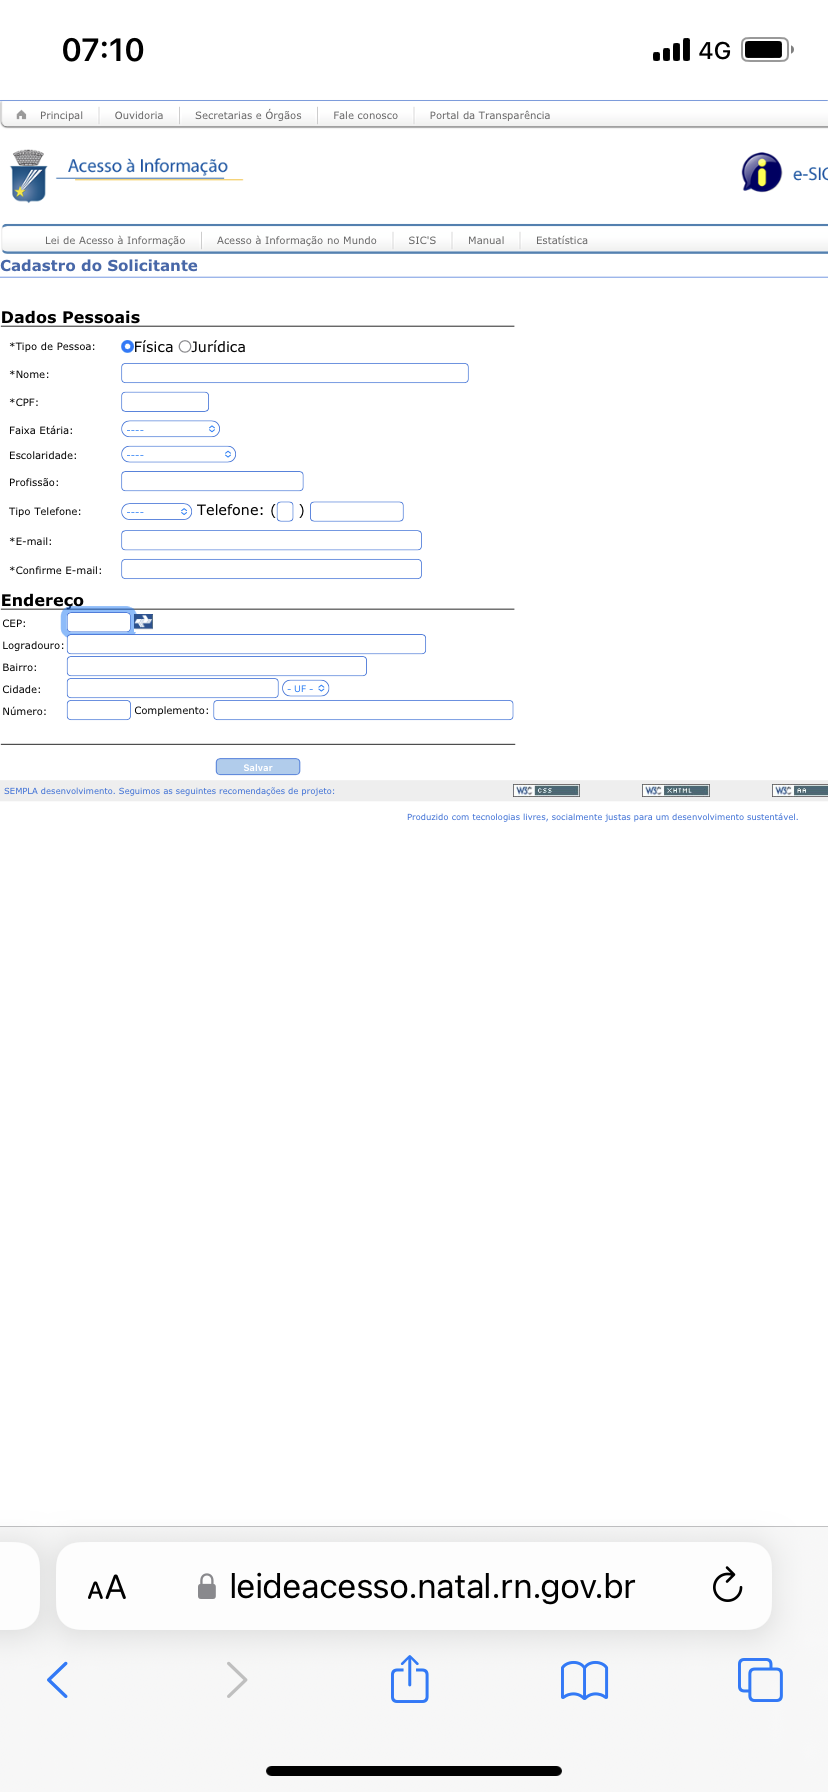 07:10 4G
Principal Ouvidoria Secretarias e Órgãos Fale conosco Portal da Transparência
Acesso à Informação
e-SIC
Lei de Acesso à Informação Acesso à Informação no Mundo SIC'S Manual Estatística
Cadastro do Solicitante
Dados Pessoais
*Tipo de Pessoa: Física Jurídica
*Nome:
*CPF:
Faixa Etária: ----
Escolaridade: ----
Profissão:
Tipo Telefone: ---- Telefone: ( )
*E-mail:
*Confirme E-mail:
Endereço
CEP:
Logradouro:
Bairro:
Cidade: - UF -
Número: Complemento:
Salvar
SEMPLA desenvolvimento. Seguimos as seguintes recomendações de projeto: W3C CSS W3C XHTML W3C AA
Produzido com tecnologias livres, socialmente justas para um desenvolvimento sustentável.
AA leideacesso.natal.rn.gov.br